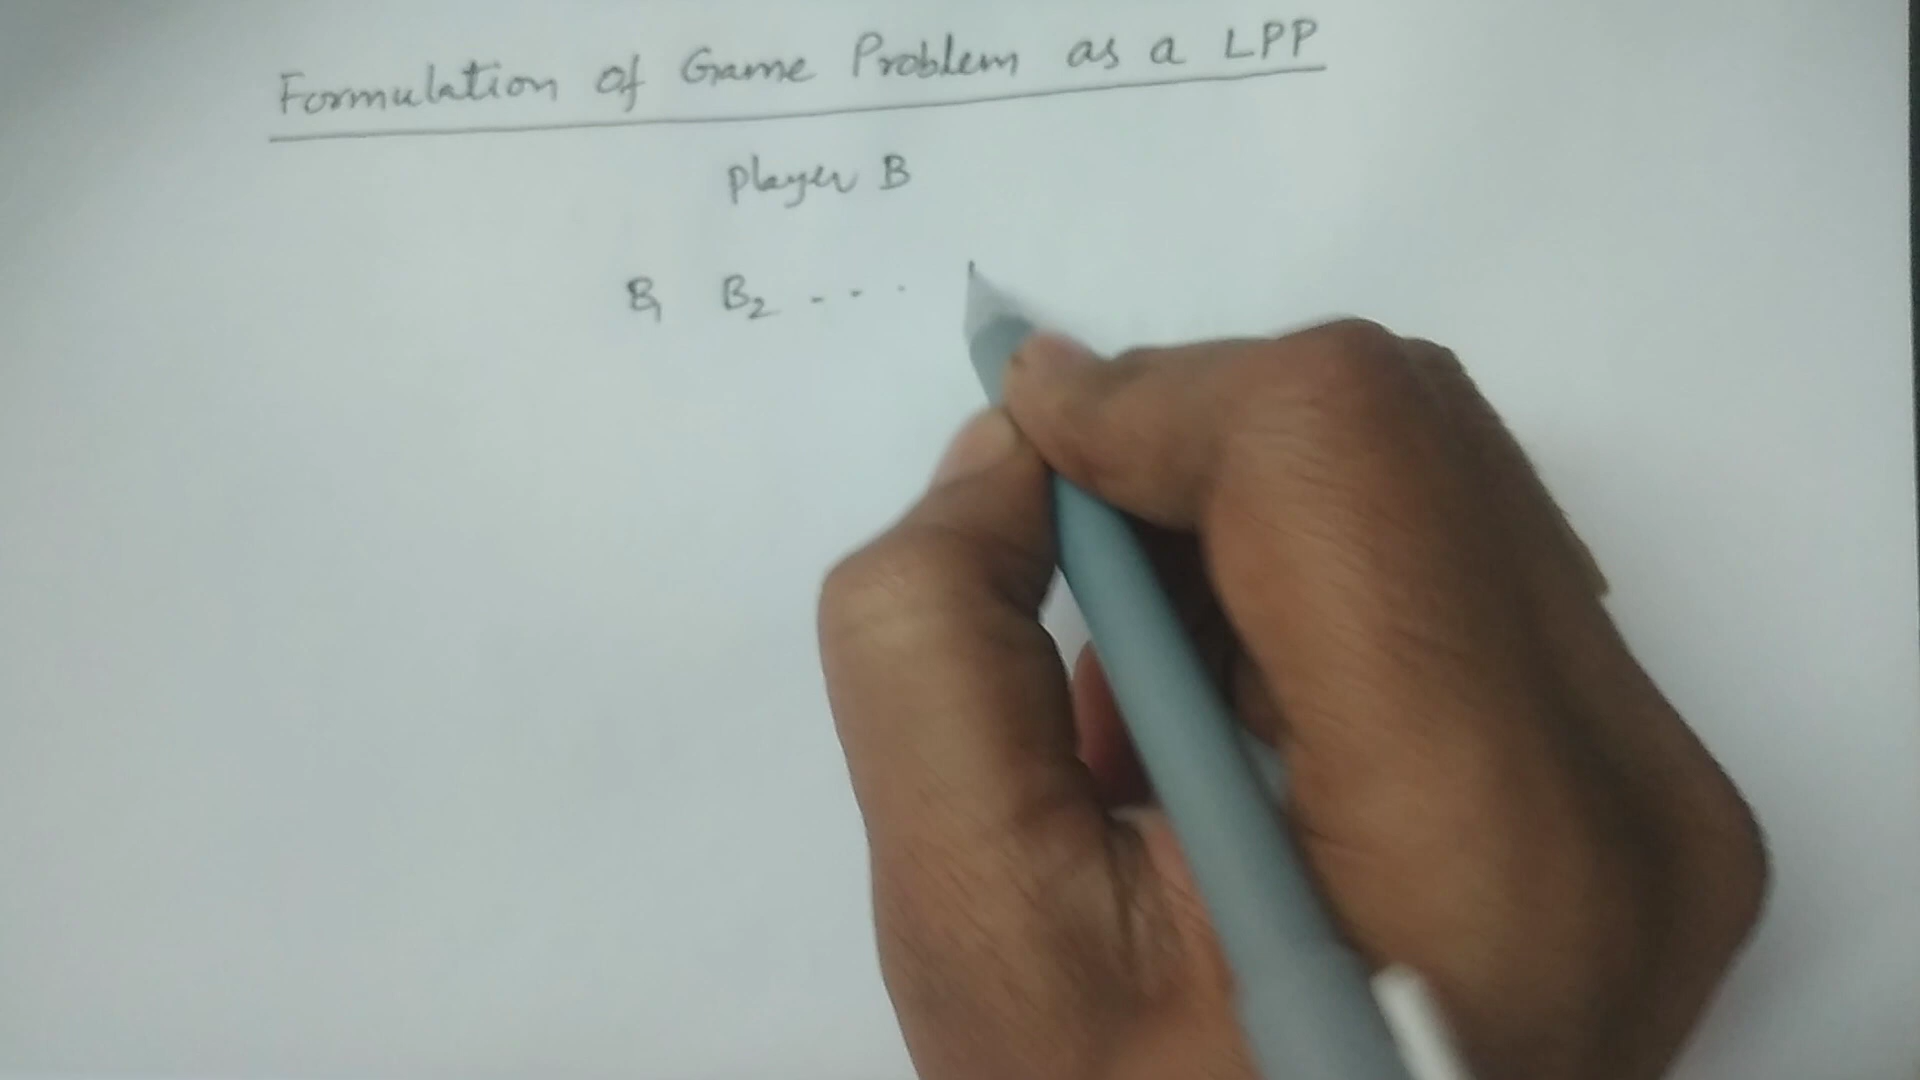 Formulation of Game Problem as a LPP
Player B
B₁ B₂ - - - .